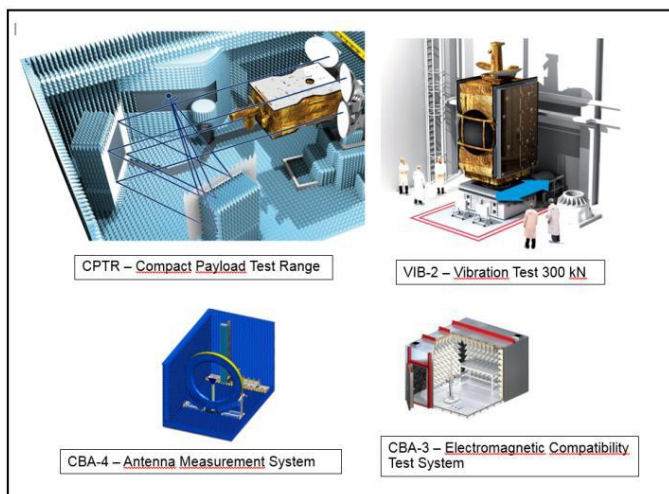 CPTR – Compact Payload Test Range
VIB-2 – Vibration Test 300 kN
CBA-4 – Antenna Measurement System
CBA-3 – Electromagnetic Compatibility
Test System